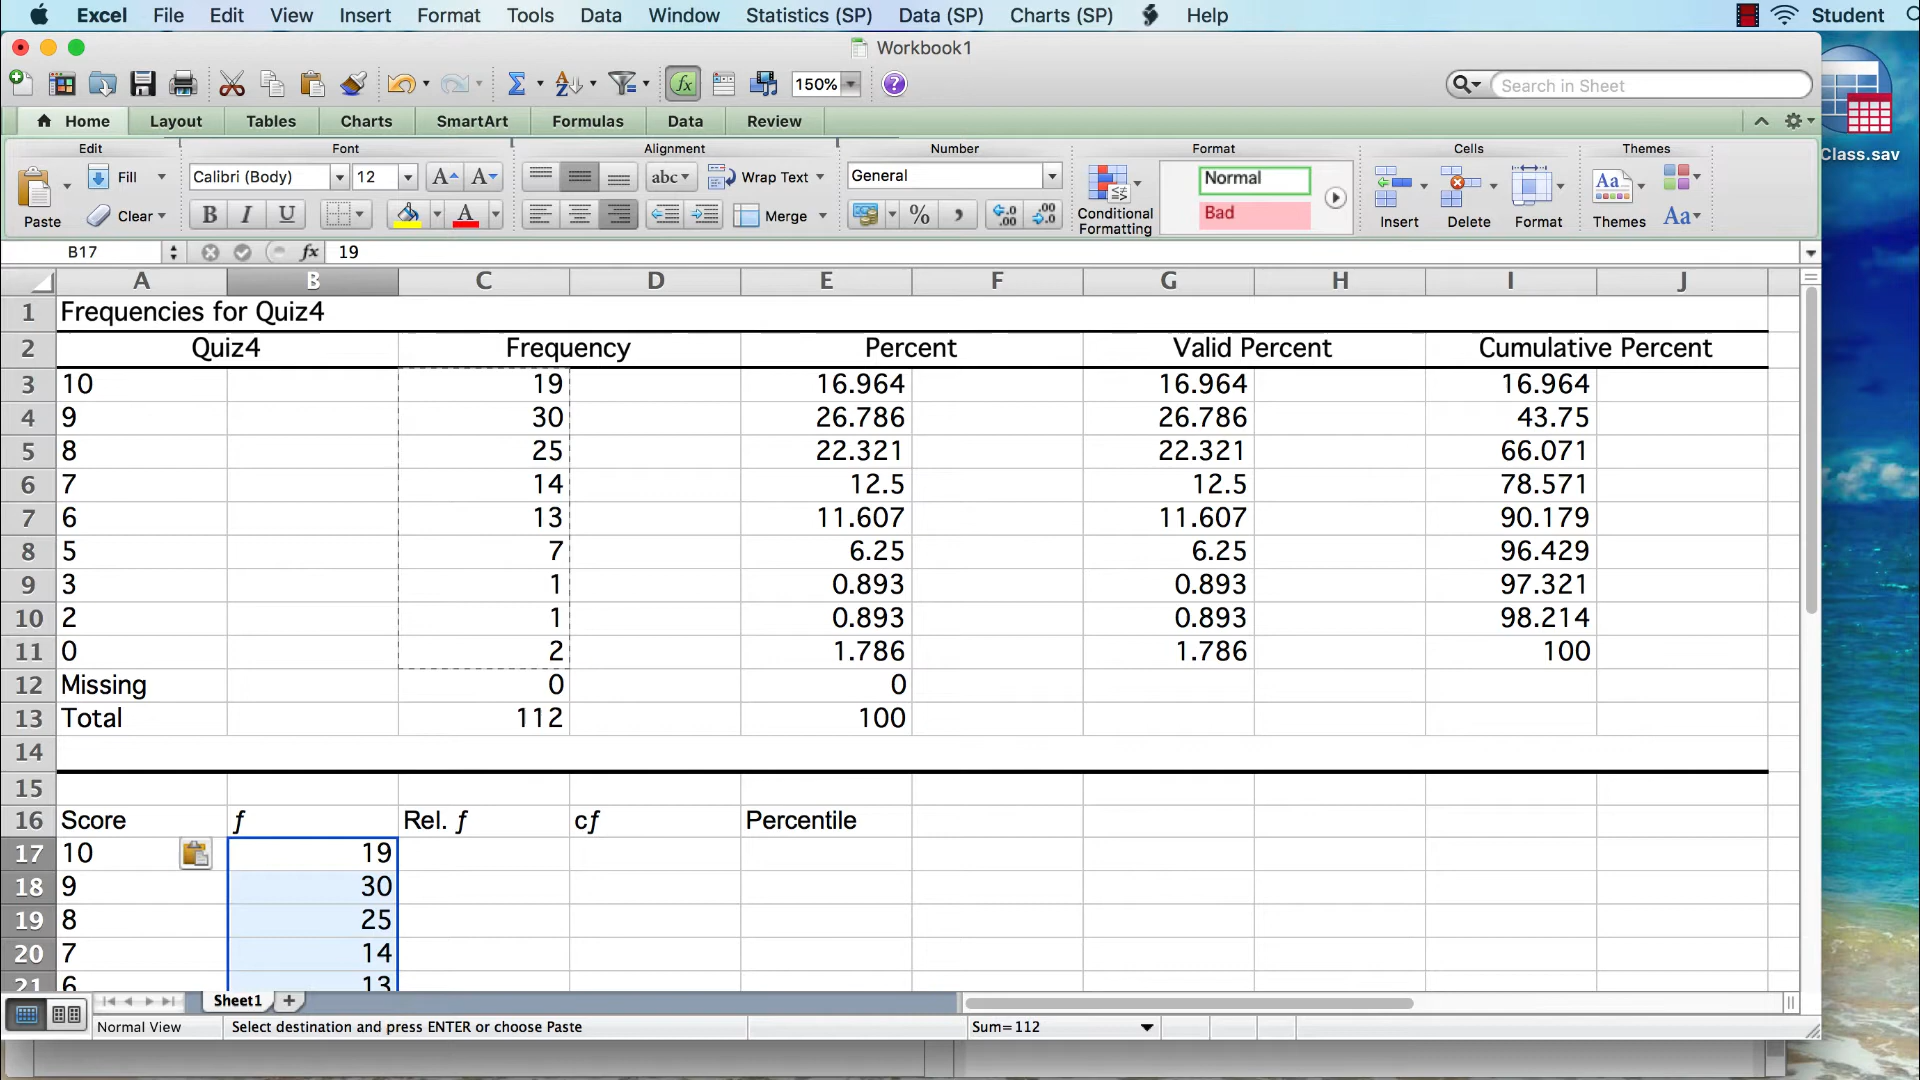 Excel File Edit View Insert Format Tools Data Window Statistics (SP) Data (SP) Charts (SP) Help Student
Workbook1
150% Search in Sheet
Home Layout Tables Charts SmartArt Formulas Data Review
Edit Font Alignment Number Format Cells Themes
Fill Calibri (Body) 12 abc Wrap Text General Normal
Paste Clear B I U Merge % Conditional Formatting Bad Insert Delete Format Themes
B17 fx 19
A B C D E F G H I J
1 Frequencies for Quiz4
2 Quiz4 Frequency Percent Valid Percent Cumulative Percent
3 10 19 16.964 16.964 16.964
4 9 30 26.786 26.786 43.75
5 8 25 22.321 22.321 66.071
6 7 14 12.5 12.5 78.571
7 6 13 11.607 11.607 90.179
8 5 7 6.25 6.25 96.429
9 3 1 0.893 0.893 97.321
10 2 1 0.893 0.893 98.214
11 0 2 1.786 1.786 100
12 Missing 0 0
13 Total 112 100
14
15
16 Score ƒ Rel. ƒ cƒ Percentile
17 10 19
18 9 30
19 8 25
20 7 14
21 6 13
Sheet1
Normal View Select destination and press ENTER or choose Paste Sum=112
Class.sav